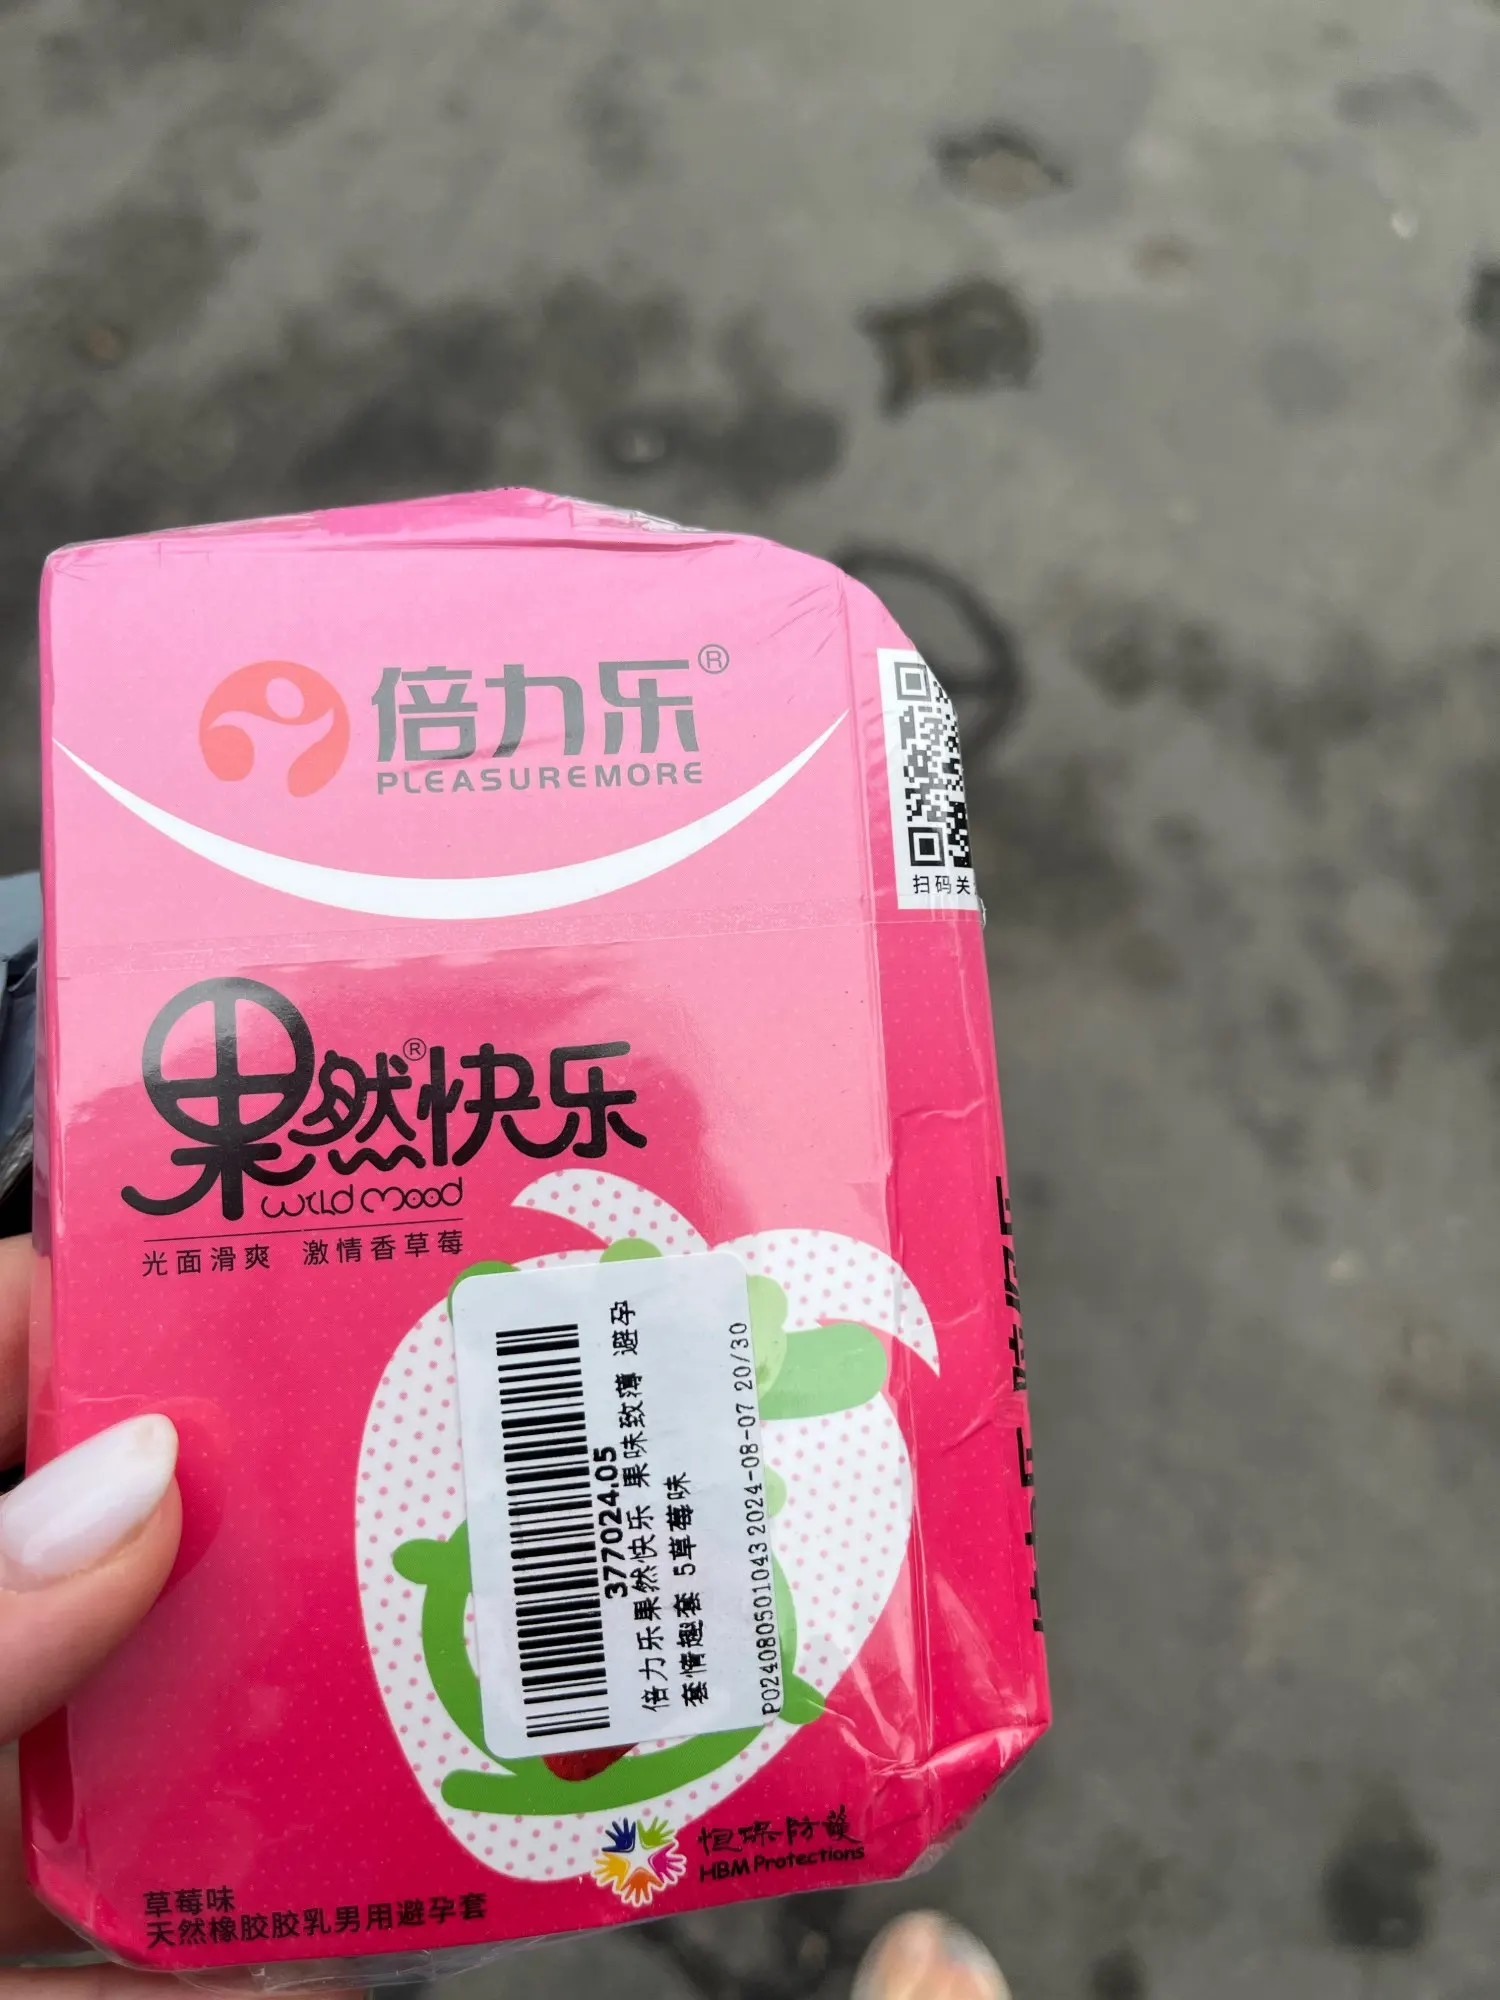 倍力乐®
PLEASUREMORE
扫码关
果然®快乐
Wild Mood
光面滑爽 激情香草莓
377024.05
倍力乐果然快乐 果味致薄 避孕
套情趣套 5草莓味
P0240805010432024-08-07 20/30
恒保防护
HBM Protections
草莓味
天然橡胶胶乳男用避孕套